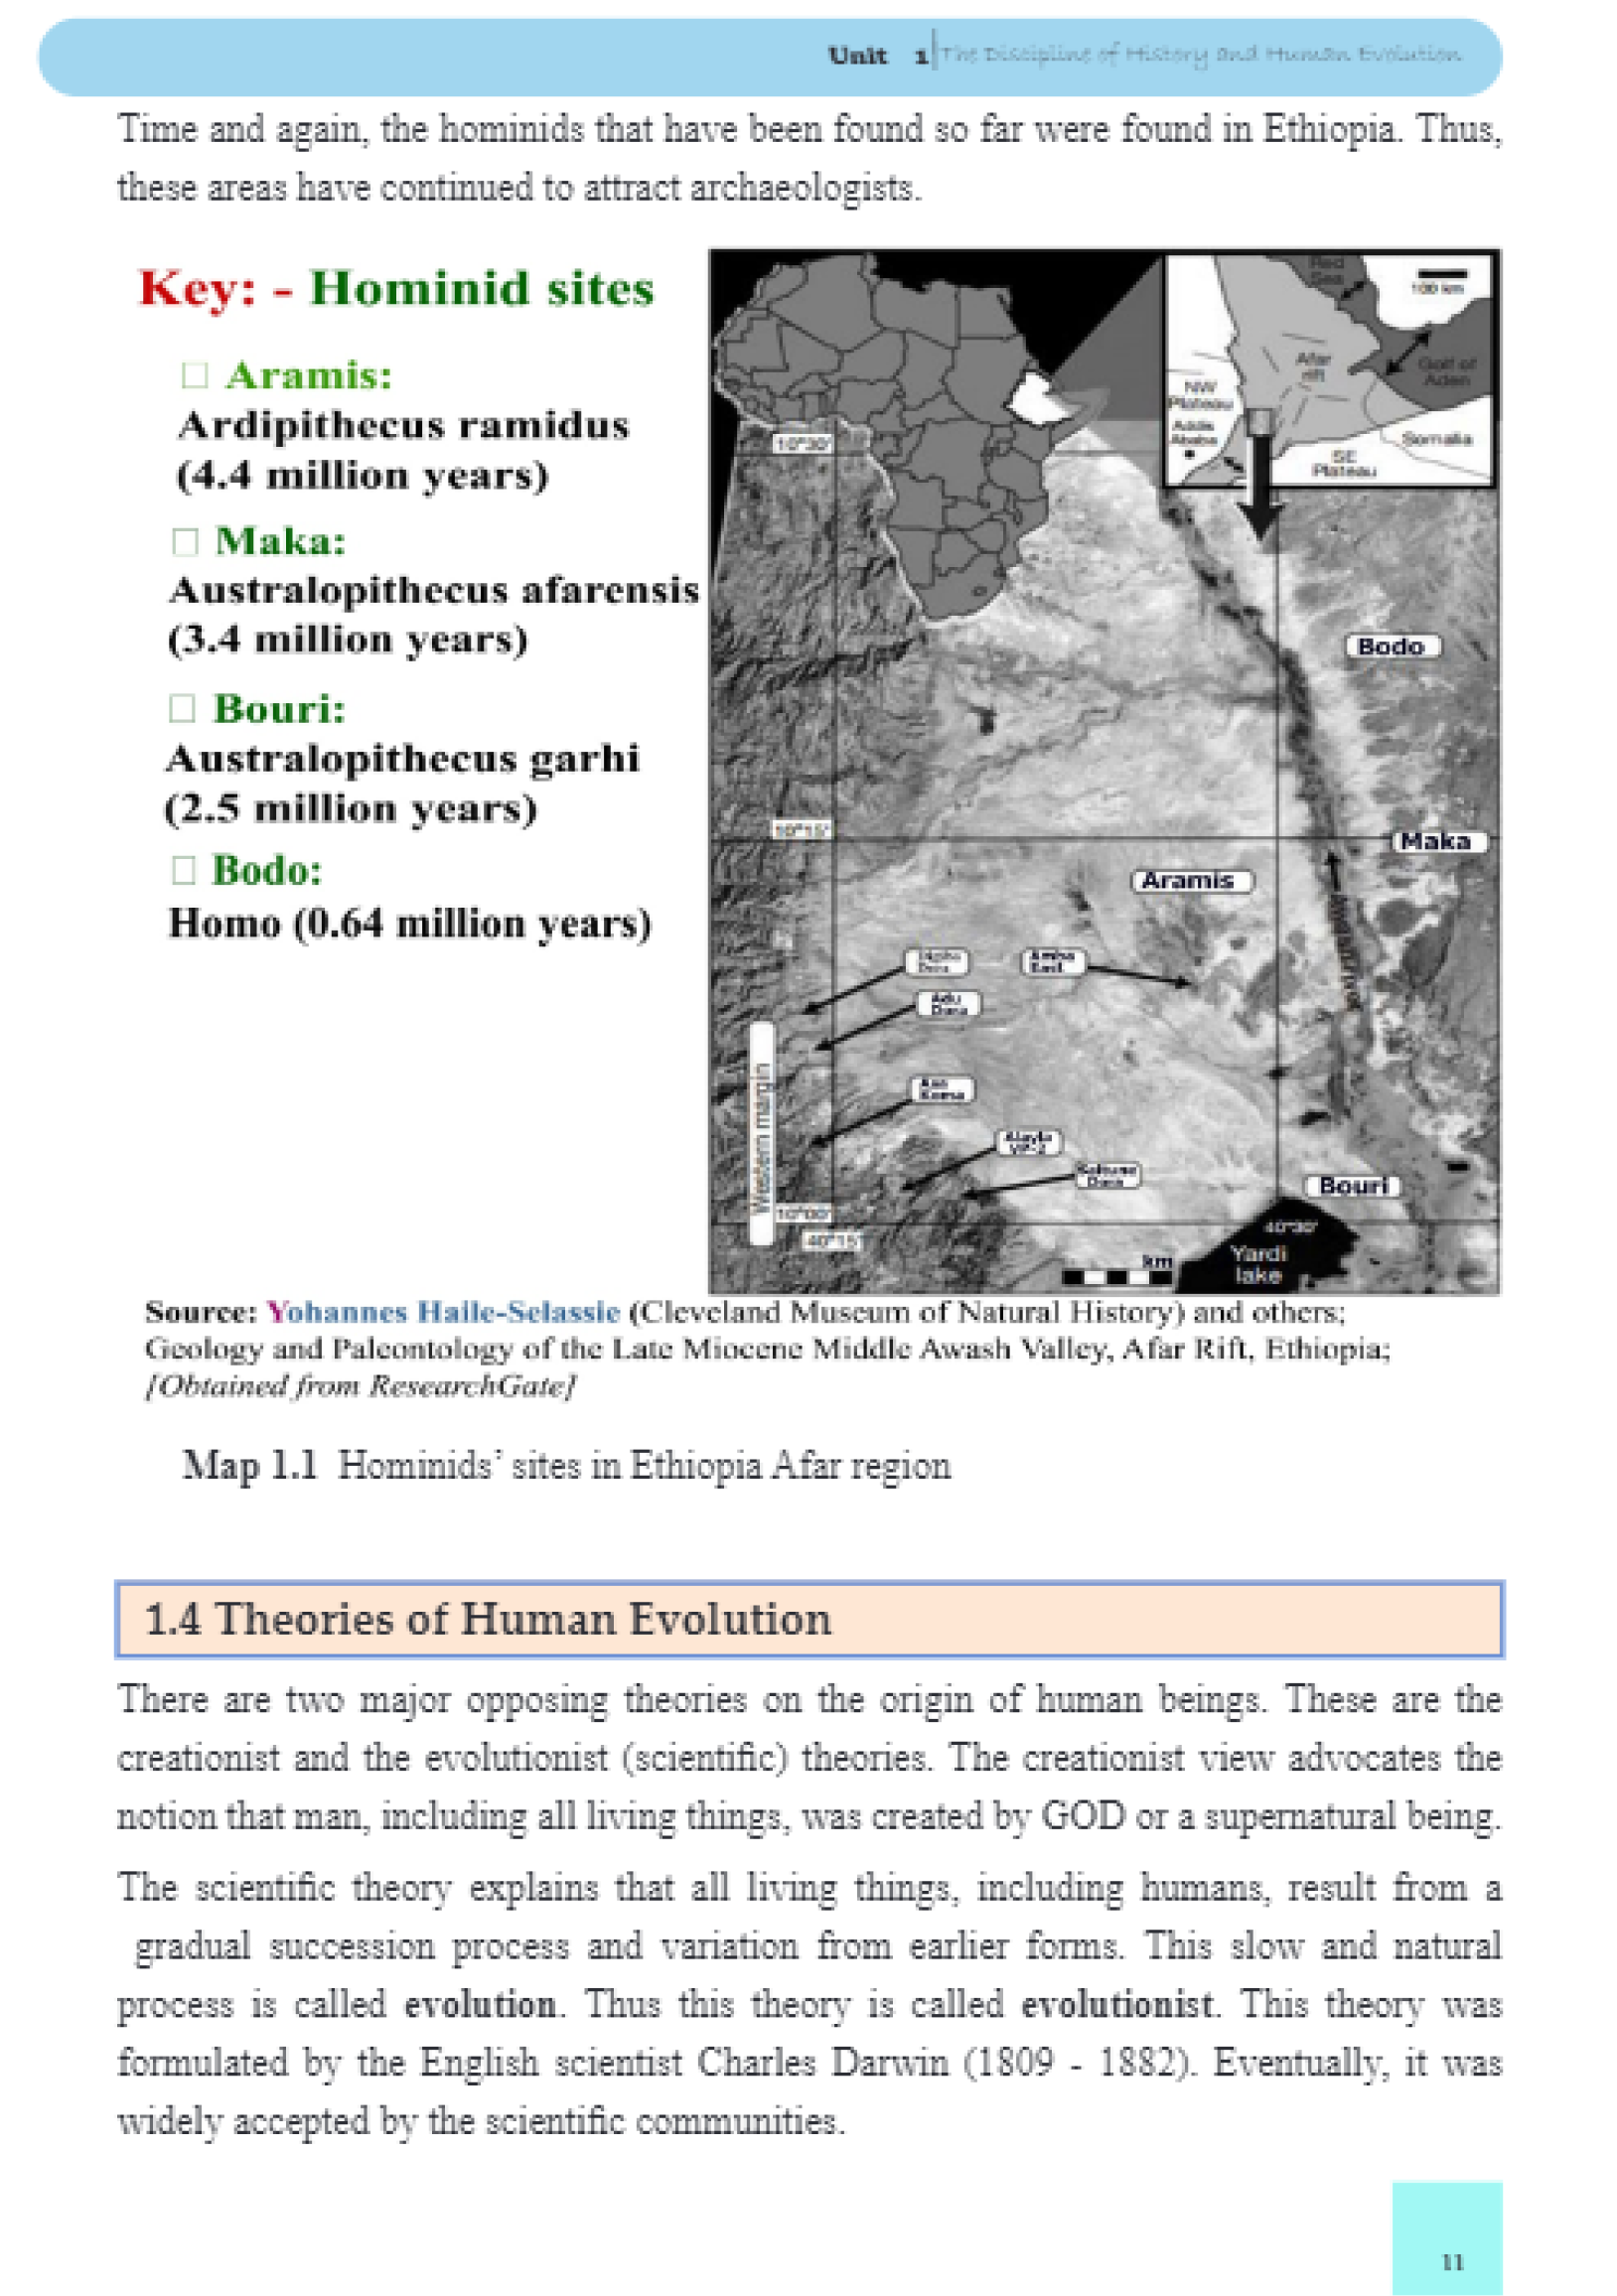 Unit 1 The Discipline of History and Human Evolution
Time and again, the hominids that have been found so far were found in Ethiopia. Thus,
these areas have continued to attract archaeologists.
Key: - Hominid sites
Aramis:
Ardipithecus ramidus
(4.4 million years)
Maka:
Australopithecus afarensis
(3.4 million years)
Bouri:
Australopithecus garhi
(2.5 million years)
Bodo:
Homo (0.64 million years)
Red
Sea
100 km
Afar
rift
Gulf of
Aden
NW
Plateau
Addis
Ababa
Somalia
SE
Plateau
10°30'
Bodo
10°15'
Maka
Aramis
Amba
East
Adu
Dora
Asa
Koma
Alayla
Saitune
Dora
Western margin
Bouri
10°00'
40°15'
40°30'
Yardi
lake
km
Source: Yohannes Haile-Selassie (Cleveland Museum of Natural History) and others;
Geology and Paleontology of the Late Miocene Middle Awash Valley, Afar Rift, Ethiopia;
[Obtained from ResearchGate]
Map 1.1 Hominids' sites in Ethiopia Afar region
1.4 Theories of Human Evolution
There are two major opposing theories on the origin of human beings. These are the
creationist and the evolutionist (scientific) theories. The creationist view advocates the
notion that man, including all living things, was created by GOD or a supernatural being.
The scientific theory explains that all living things, including humans, result from a
gradual succession process and variation from earlier forms. This slow and natural
process is called evolution. Thus this theory is called evolutionist. This theory was
formulated by the English scientist Charles Darwin (1809 - 1882). Eventually, it was
widely accepted by the scientific communities.
11